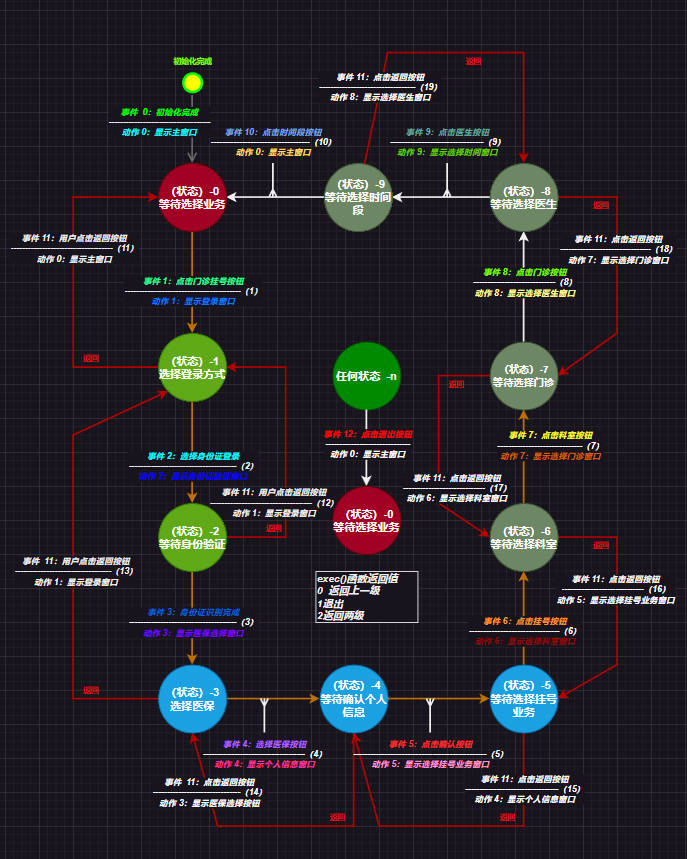 初始化完成
事件 0：初始化完成
动作 0：显示主窗口
事件 11：点击返回按钮
(19)
动作 8：显示选择医生窗口
返回
事件 10：点击时间段按钮
(10)
动作 0：显示主窗口
事件 9：点击医生按钮
(9)
动作 9：显示选择时间窗口
(状态) -0
等待选择业务
(状态) -9
等待选择时间
段
(状态) -8
等待选择医生
返回
事件 11：用户点击返回按钮
(11)
动作 0：显示主窗口
事件 11：点击返回按钮
(18)
动作 7：显示选择门诊窗口
事件 1：点击门诊挂号按钮
(1)
动作 1：显示登录窗口
事件 8：点击门诊按钮
(8)
动作 8：显示选择医生窗口
返回
(状态) -1
选择登录方式
任何状态 -n
(状态) -7
等待选择门诊
返回
事件 12：点击退出按钮
动作 0：显示主窗口
事件 7：点击科室按钮
(7)
动作 7：显示选择门诊窗口
事件 2：选择身份证登录
(2)
事件 11：点击返回按钮
(17)
动作 6：显示选择科室窗口
事件 11：用户点击返回按钮
(12)
动作 1：显示登录窗口
返回
(状态) -2
等待身份验证
(状态) -0
等待选择业务
(状态) -6
等待选择科室
返回
事件 11：用户点击返回按钮
(13)
动作 1：显示登录窗口
exec()函数返回值
0 返回上一级
1退出
2返回两级
事件 11：点击返回按钮
(16)
动作 5：显示选择挂号业务窗口
事件 3：身份证识别完成
(3)
动作 3：显示医保选择窗口
事件 6：点击挂号按钮
(6)
动作 6：显示选择科室窗口
返回
(状态) -3
选择医保
(状态) -4
等待确认个人
信息
(状态) -5
等待选择挂号
业务
事件 4：选择医保按钮
(4)
动作 4：显示个人信息窗口
事件 5：点击确认按钮
(5)
动作 5：显示选择挂号业务窗口
事件 11：点击返回按钮
(14)
动作 3：显示医保选择按钮
事件 11：点击返回按钮
(15)
动作 4：显示个人信息窗口
返回
返回